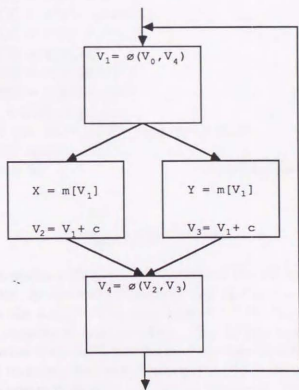 V₁= ø(V₀,V₄)
X = m[V₁]
V₂= V₁+ c
Y = m[V₁]
V₃= V₁+ c
V₄= ø(V₂,V₃)